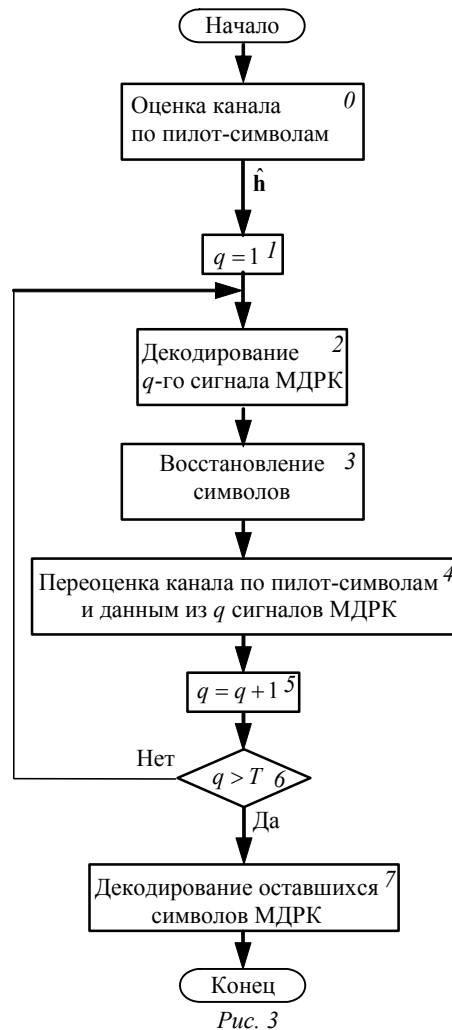 Начало
Оценка канала 0
по пилот-символам
ĥ
q = 1 1
Декодирование 2
q-го сигнала МДРК
Восстановление 3
символов
Переоценка канала по пилот-символам 4
и данным из q сигналов МДРК
q = q + 1 5
Нет
q > T 6
Да
Декодирование оставшихся 7
символов МДРК
Конец
Рис. 3